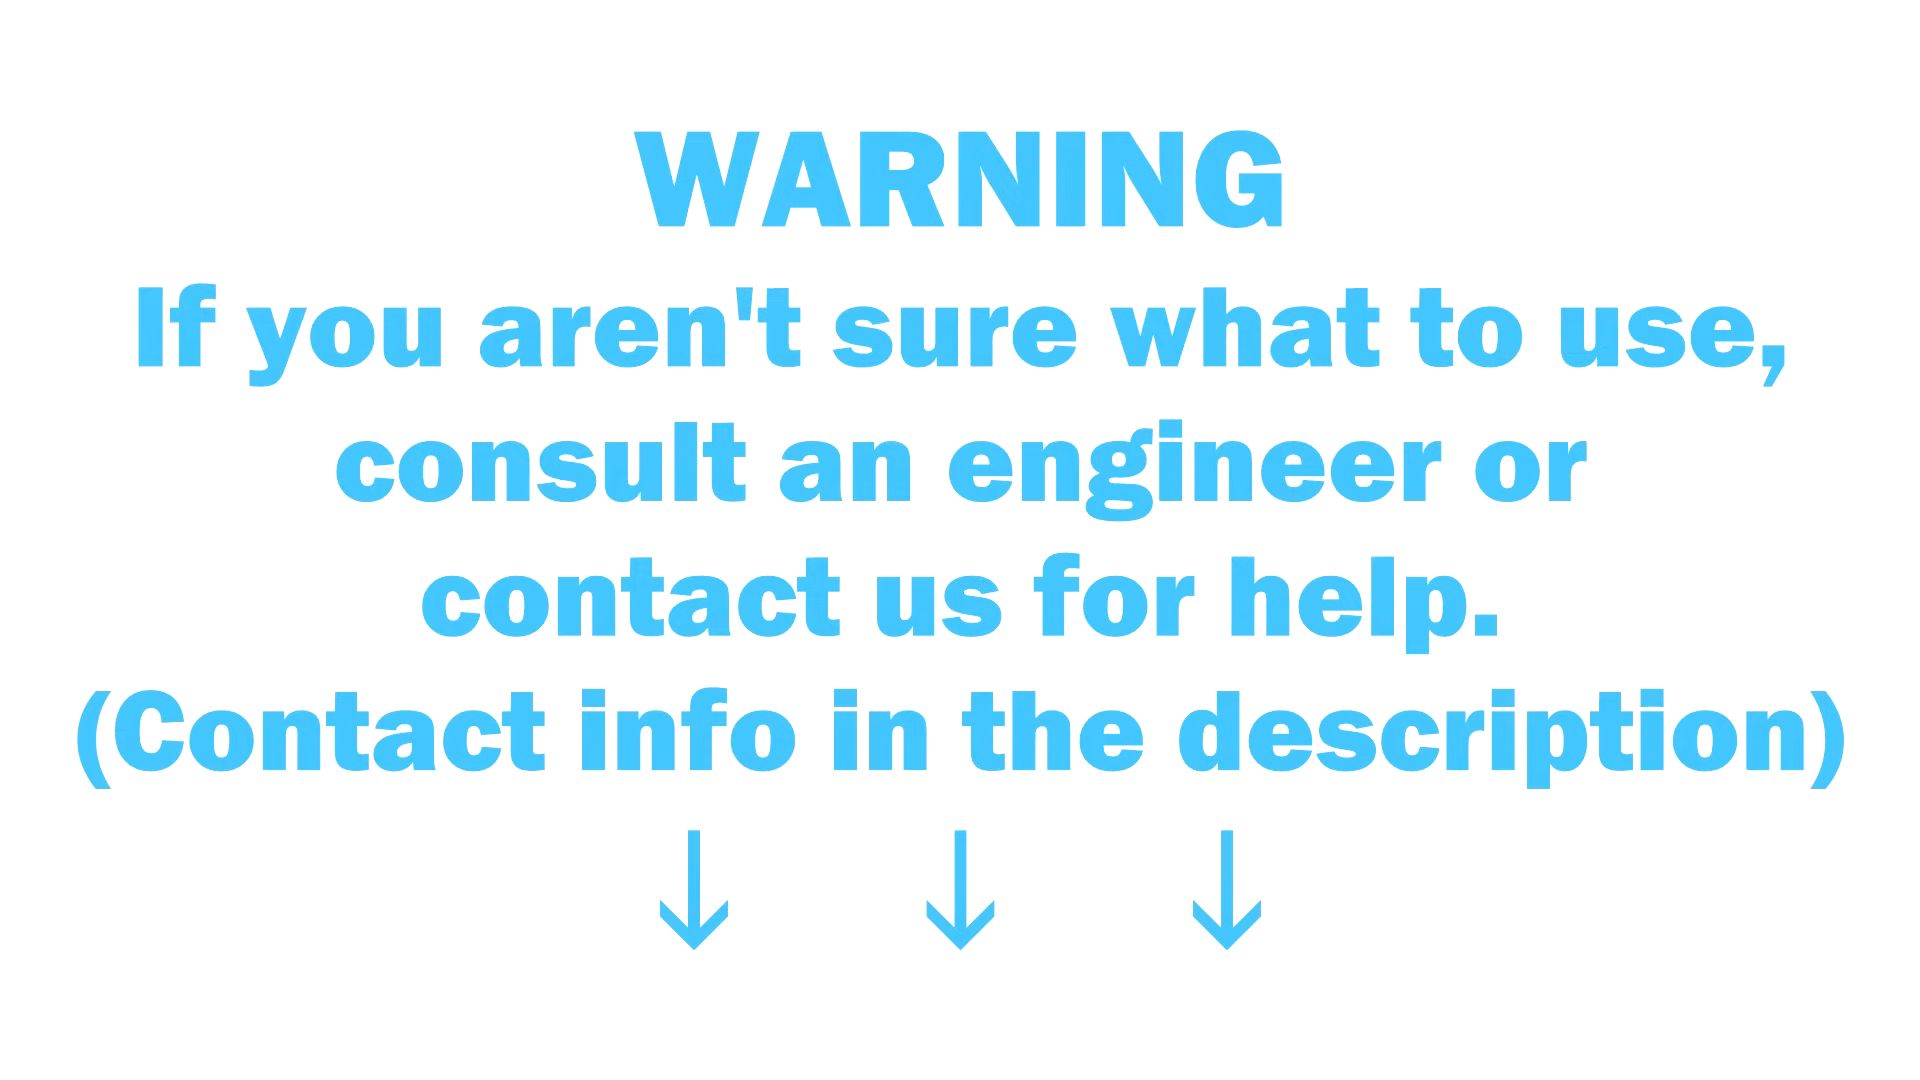 WARNING
If you aren't sure what to use,
consult an engineer or
contact us for help.
(Contact info in the description)
↓ ↓ ↓